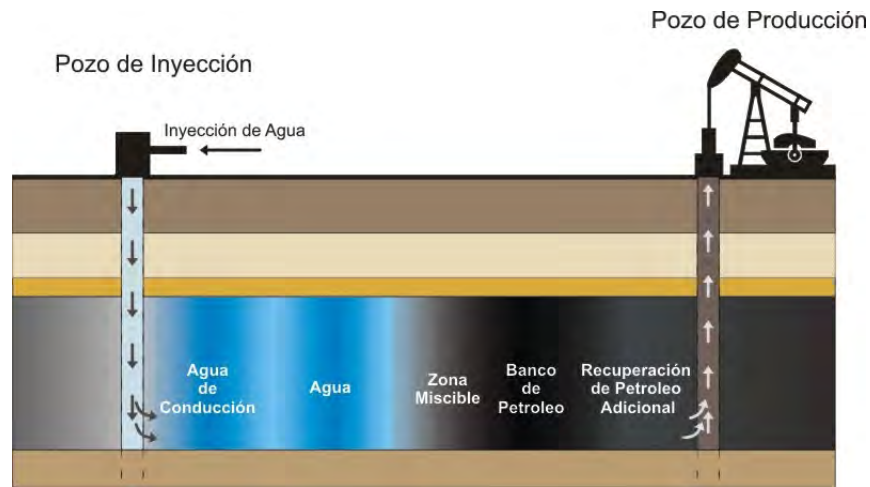 Pozo de Producción
Pozo de Inyección
Inyección de Agua
Agua
de
Conducción
Agua
Zona
Miscible
Banco
de
Petroleo
Recuperación
de Petroleo
Adicional